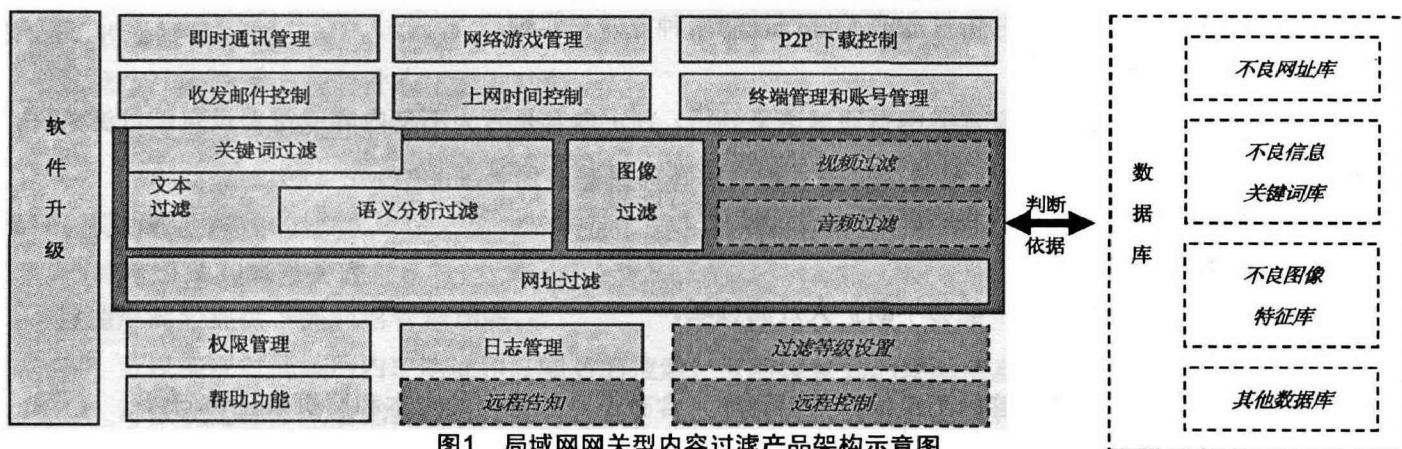 软件升级
即时通讯管理
网络游戏管理
P2P 下载控制
收发邮件控制
上网时间控制
终端管理和账号管理
关键词过滤
文本
过滤
语义分析过滤
图像
过滤
视频过滤
音频过滤
网址过滤
权限管理
日志管理
过滤等级设置
帮助功能
远程告知
远程控制
判断
依据
数据库
不良网址库
不良信息
关键词库
不良图像
特征库
其他数据库
图1 局域网网关型内容过滤产品架构示意图